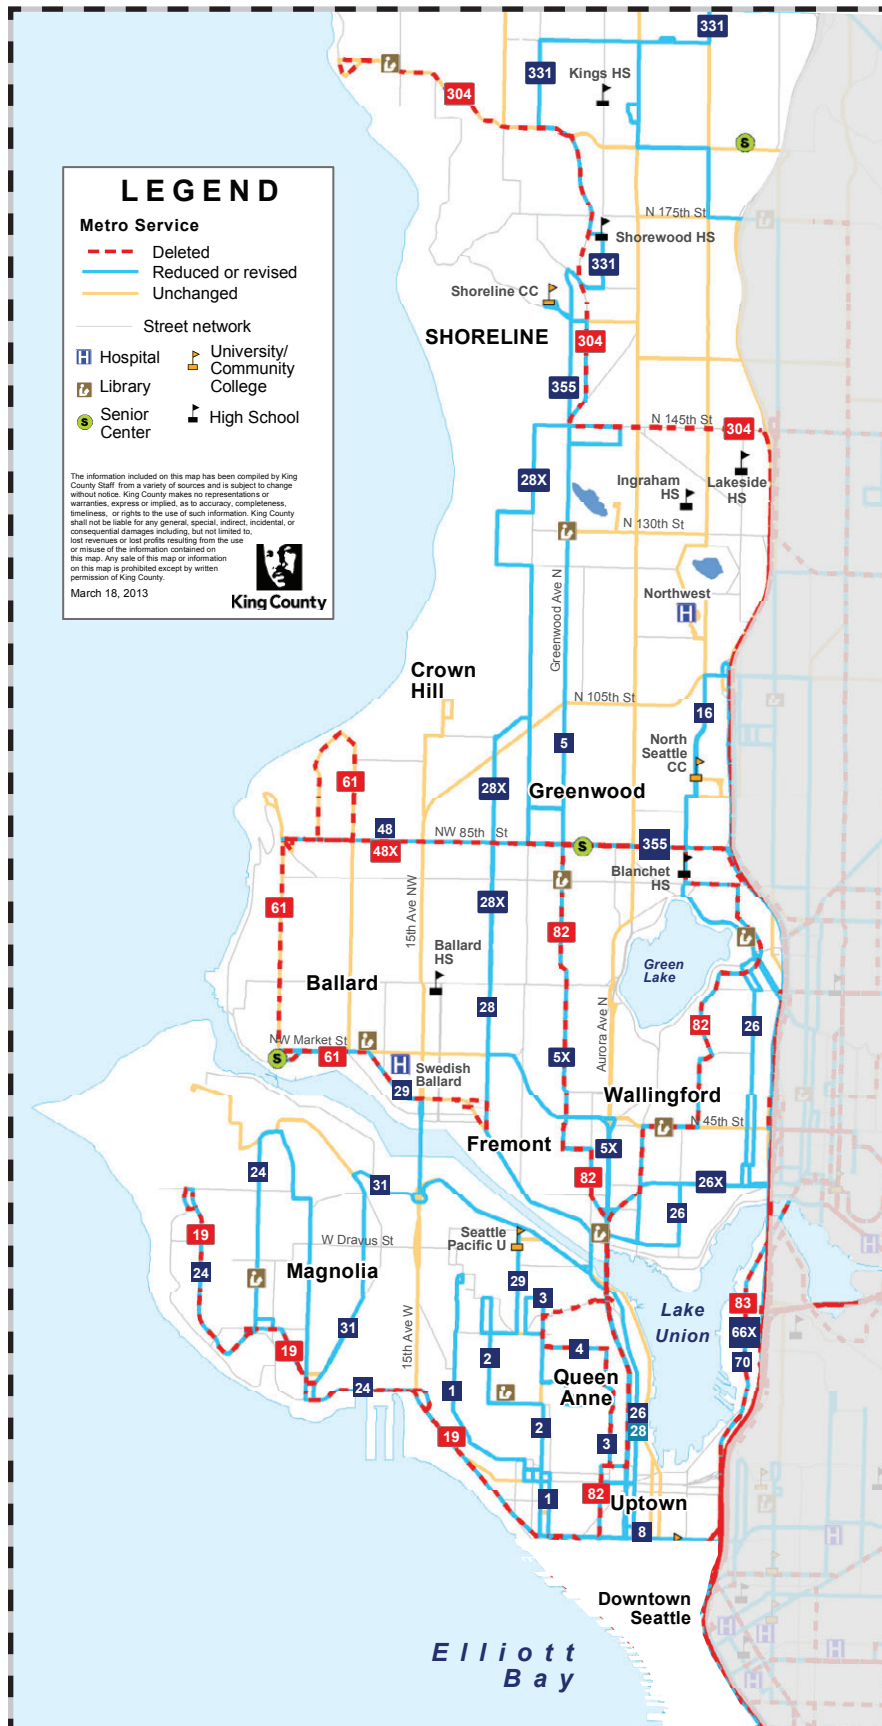 331
331
Kings HS
304
S
LEGEND
Metro Service
Deleted
Reduced or revised
Unchanged
Street network
H Hospital
University/
Community
College
Library
S Senior
Center
High School
The information included on this map has been compiled by King
County Staff from a variety of sources and is subject to change
without notice. King County makes no representations or
warranties, express or implied, as to accuracy, completeness,
timeliness, or rights to the use of such information. King County
shall not be liable for any general, special, indirect, incidental, or
consequential damages including, but not limited to,
lost revenues or lost profits resulting from the use
or misuse of the information contained on
this map. Any sale of this map or information
on this map is prohibited except by written
permission of King County.
March 18, 2013
King County
N 175th St
Shorewood HS
331
Shoreline CC
SHORELINE
304
355
N 145th St
304
28X
Ingraham
HS
Lakeside
HS
N 130th St
Greenwood Ave N
Northwest
H
Crown
Hill
N 105th St
16
5
North
Seattle
CC
61
28X
Greenwood
48
NW 85th St
48X
S
355
Blanchet
HS
61
15th Ave NW
28X
82
Ballard
HS
Green
Lake
Ballard
28
82
26
Aurora Ave N
NW Market St
S
61
5X
H
Swedish
Ballard
29
Wallingford
N 45th St
Fremont
5X
24
31
82
26X
26
19
W Dravus St
Seattle
Pacific U
24
Magnolia
29
3
Lake
Union
83
31
66X
19
15th Ave W
2
4
70
24
1
Queen
Anne
26
28
19
2
3
82
1
Uptown
8
Downtown
Seattle
Elliott
Bay
H
H
H
H
H